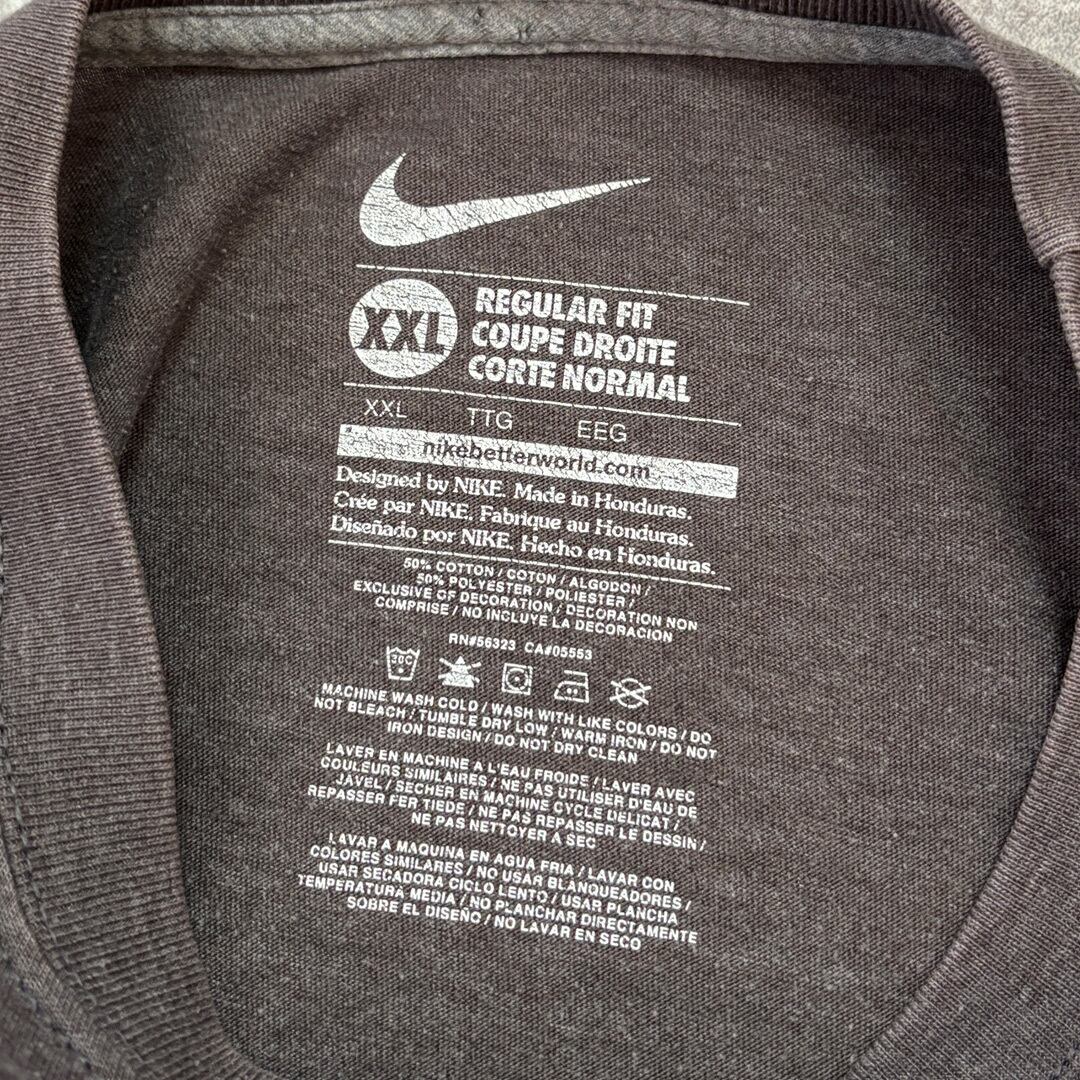 XXL
REGULAR FIT
COUPE DROITE
CORTE NORMAL
XXL TTG EEG
nikebetterworld.com
Designed by NIKE. Made in Honduras.
Crée par NIKE. Fabrique au Honduras.
Diseñado por NIKE. Hecho en Honduras.
50% COTTON / COTON / ALGODON /
50% POLYESTER / POLIESTER /
EXCLUSIVE OF DECORATION / DECORATION NON
COMPRISE / NO INCLUYE LA DECORACION
RN#56323 CA#05553
30C
MACHINE WASH COLD / WASH WITH LIKE COLORS / DO
NOT BLEACH / TUMBLE DRY LOW / WARM IRON / DO NOT
IRON DESIGN / DO NOT DRY CLEAN
LAVER EN MACHINE A L'EAU FROIDE / LAVER AVEC
COULEURS SIMILAIRES / NE PAS UTILISER D'EAU DE
JAVEL / SECHER EN MACHINE CYCLE DELICAT /
REPASSER FER TIEDE / NE PAS REPASSER LE DESSIN /
NE PAS NETTOYER A SEC
LAVAR A MAQUINA EN AGUA FRIA / LAVAR CON
COLORES SIMILARES / NO USAR BLANQUEADORES /
USAR SECADORA CICLO LENTO / USAR PLANCHA
TEMPERATURA MEDIA / NO PLANCHAR DIRECTAMENTE
SOBRE EL DISEÑO / NO LAVAR EN SECO